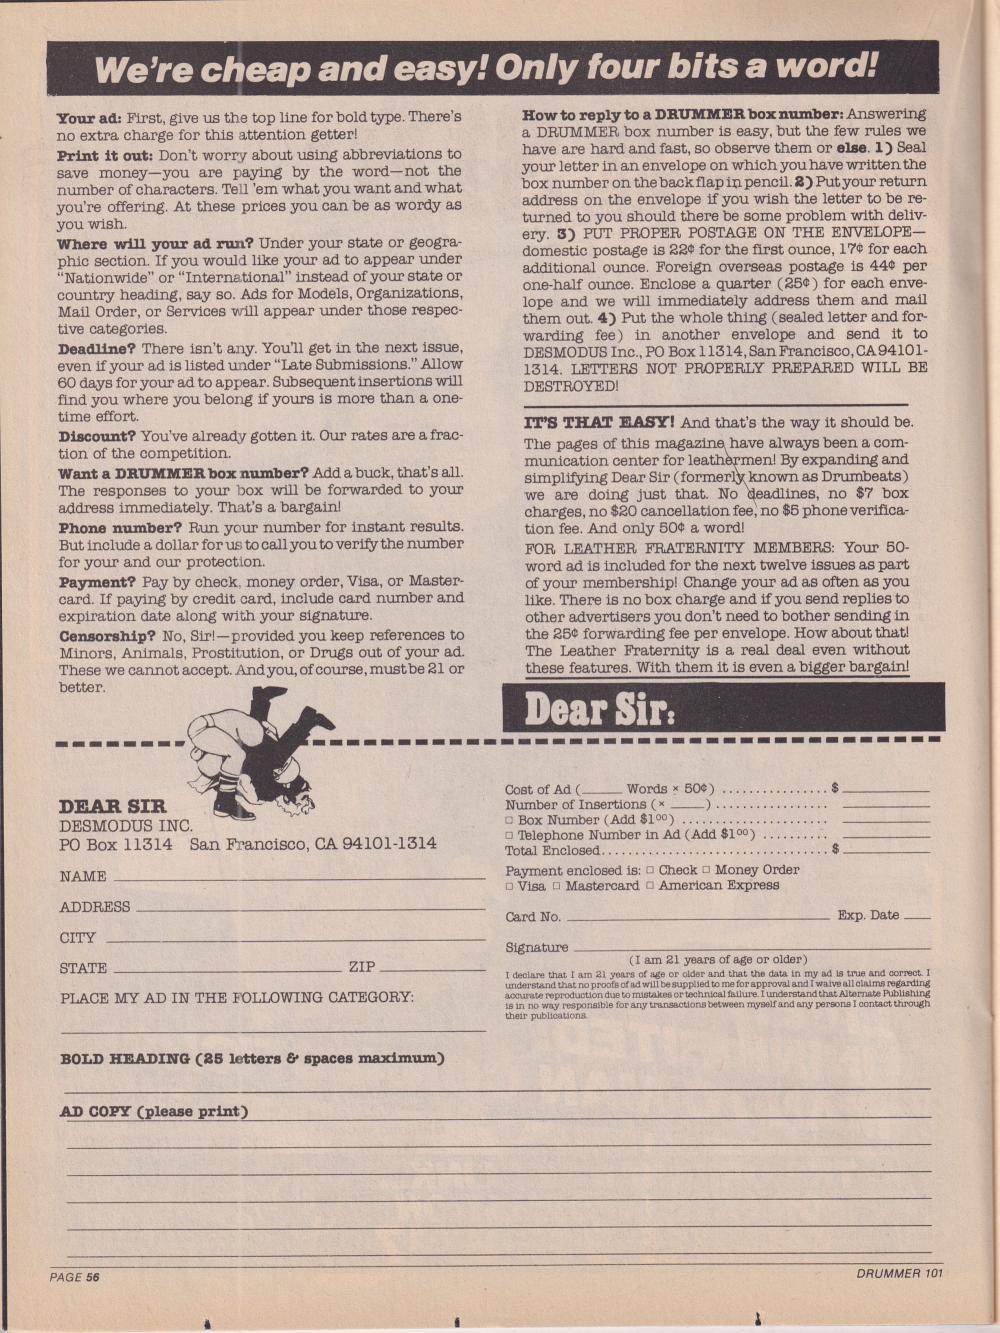 We're cheap and easy! Only four bits a word!
Your ad: First, give us the top line for bold type. There's
no extra charge for this attention getter!
Print it out: Don't worry about using abbreviations to
save money—you are paying by the word—not the
number of characters. Tell 'em what you want and what
you're offering. At these prices you can be as wordy as
you wish.
Where will your ad run? Under your state or geogra-
phic section. If you would like your ad to appear under
"Nationwide" or "International" instead of your state or
country heading, say so. Ads for Models, Organizations,
Mail Order, or Services will appear under those respec-
tive categories.
Deadline? There isn't any. You'll get in the next issue,
even if your ad is listed under "Late Submissions." Allow
60 days for your ad to appear. Subsequent insertions will
find you where you belong if yours is more than a one-
time effort.
Discount? You've already gotten it. Our rates are a frac-
tion of the competition.
Want a DRUMMER box number? Add a buck, that's all.
The responses to your box will be forwarded to your
address immediately. That's a bargain!
Phone number? Run your number for instant results.
But include a dollar for us to call you to verify the number
for your and our protection.
Payment? Pay by check, money order, Visa, or Master-
card. If paying by credit card, include card number and
expiration date along with your signature.
Censorship? No, Sir!—provided you keep references to
Minors, Animals, Prostitution, or Drugs out of your ad.
These we cannot accept. And you, of course, must be 21 or
better.
How to reply to a DRUMMER box number: Answering
a DRUMMER box number is easy, but the few rules we
have are hard and fast, so observe them or else. 1) Seal
your letter in an envelope on which you have written the
box number on the back flap in pencil. 2) Put your return
address on the envelope if you wish the letter to be re-
turned to you should there be some problem with deliv-
ery. 3) PUT PROPER POSTAGE ON THE ENVELOPE—
domestic postage is 22¢ for the first ounce, 17¢ for each
additional ounce. Foreign overseas postage is 44¢ per
one-half ounce. Enclose a quarter (25¢) for each enve-
lope and we will immediately address them and mail
them out. 4) Put the whole thing (sealed letter and for-
warding fee) in another envelope and send it to
DESMODUS Inc., PO Box 11314, San Francisco, CA 94101-
1314. LETTERS NOT PROPERLY PREPARED WILL BE
DESTROYED!
IT'S THAT EASY! And that's the way it should be.
The pages of this magazine have always been a com-
munication center for leathermen! By expanding and
simplifying Dear Sir (formerly known as Drumbeats)
we are doing just that. No deadlines, no $7 box
charges, no $20 cancellation fee, no $5 phone verifica-
tion fee. And only 50¢ a word!
FOR LEATHER FRATERNITY MEMBERS: Your 50-
word ad is included for the next twelve issues as part
of your membership! Change your ad as often as you
like. There is no box charge and if you send replies to
other advertisers you don't need to bother sending in
the 25¢ forwarding fee per envelope. How about that!
The Leather Fraternity is a real deal even without
these features. With them it is even a bigger bargain!
Dear Sir:
DEAR SIR
DESMODUS INC.
PO Box 11314 San Francisco, CA 94101-1314
NAME
ADDRESS
CITY
STATE ZIP
PLACE MY AD IN THE FOLLOWING CATEGORY:
Cost of Ad (_____ Words × 50¢) ................ $
Number of Insertions (× _____) ................
□ Box Number (Add $1⁰⁰) ......................
□ Telephone Number in Ad (Add $1⁰⁰) ..........
Total Enclosed.................................. $
Payment enclosed is: □ Check □ Money Order
□ Visa □ Mastercard □ American Express
Card No. Exp. Date
Signature
(I am 21 years of age or older)
I declare that I am 21 years of age or older and that the data in my ad is true and correct. I
understand that no proofs of ad will be supplied to me for approval and I waive all claims regarding
accurate reproduction due to mistakes or technical failure. I understand that Alternate Publishing
is in no way responsible for any transactions between myself and any persons I contact through
their publications.
BOLD HEADING (25 letters & spaces maximum)
AD COPY (please print)
PAGE 56
DRUMMER 101